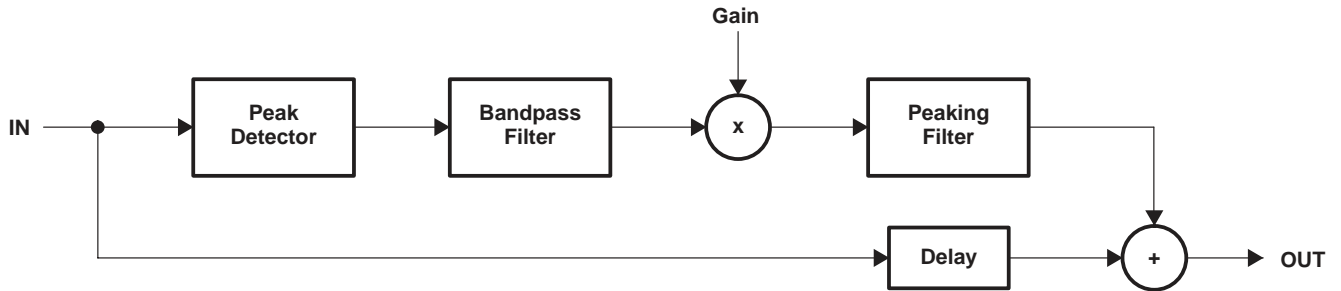 Gain
IN
Peak
Detector
Bandpass
Filter
x
Peaking
Filter
Delay
+
OUT